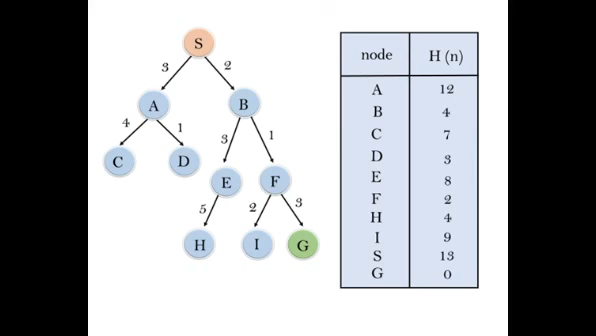 S
3
2
A
B
4
1
3
1
C
D
E
F
5
2
3
H
I
G
node H (n)
A 12
B 4
C 7
D 3
E 8
F 2
H 4
I 9
S 13
G 0